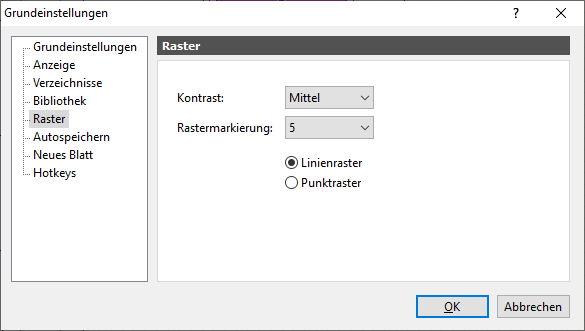 Grundeinstellungen
Grundeinstellungen
Anzeige
Verzeichnisse
Bibliothek
Raster
Autospeichern
Neues Blatt
Hotkeys
Raster
Kontrast: Mittel
Rastermarkierung: 5
Linienraster
Punktraster
OK Abbrechen